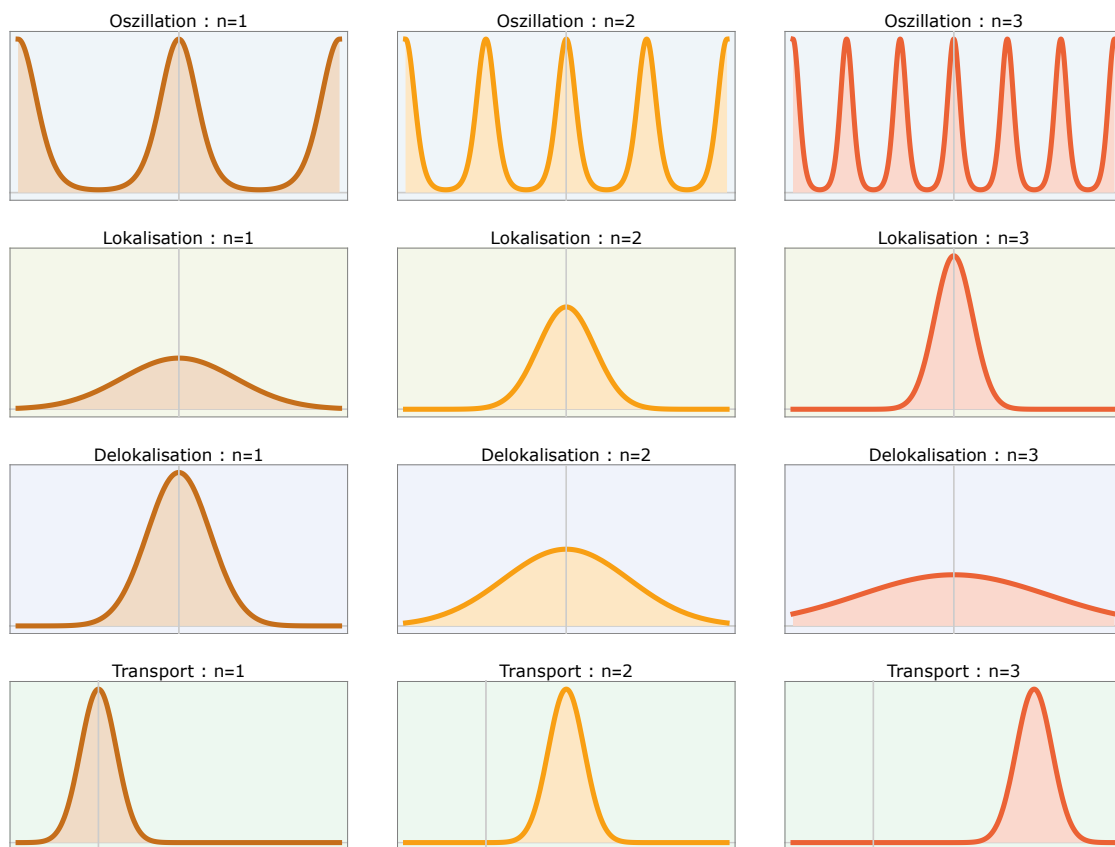 Oszillation : n=1
Oszillation : n=2
Oszillation : n=3
Lokalisation : n=1
Lokalisation : n=2
Lokalisation : n=3
Delokalisation : n=1
Delokalisation : n=2
Delokalisation : n=3
Transport : n=1
Transport : n=2
Transport : n=3